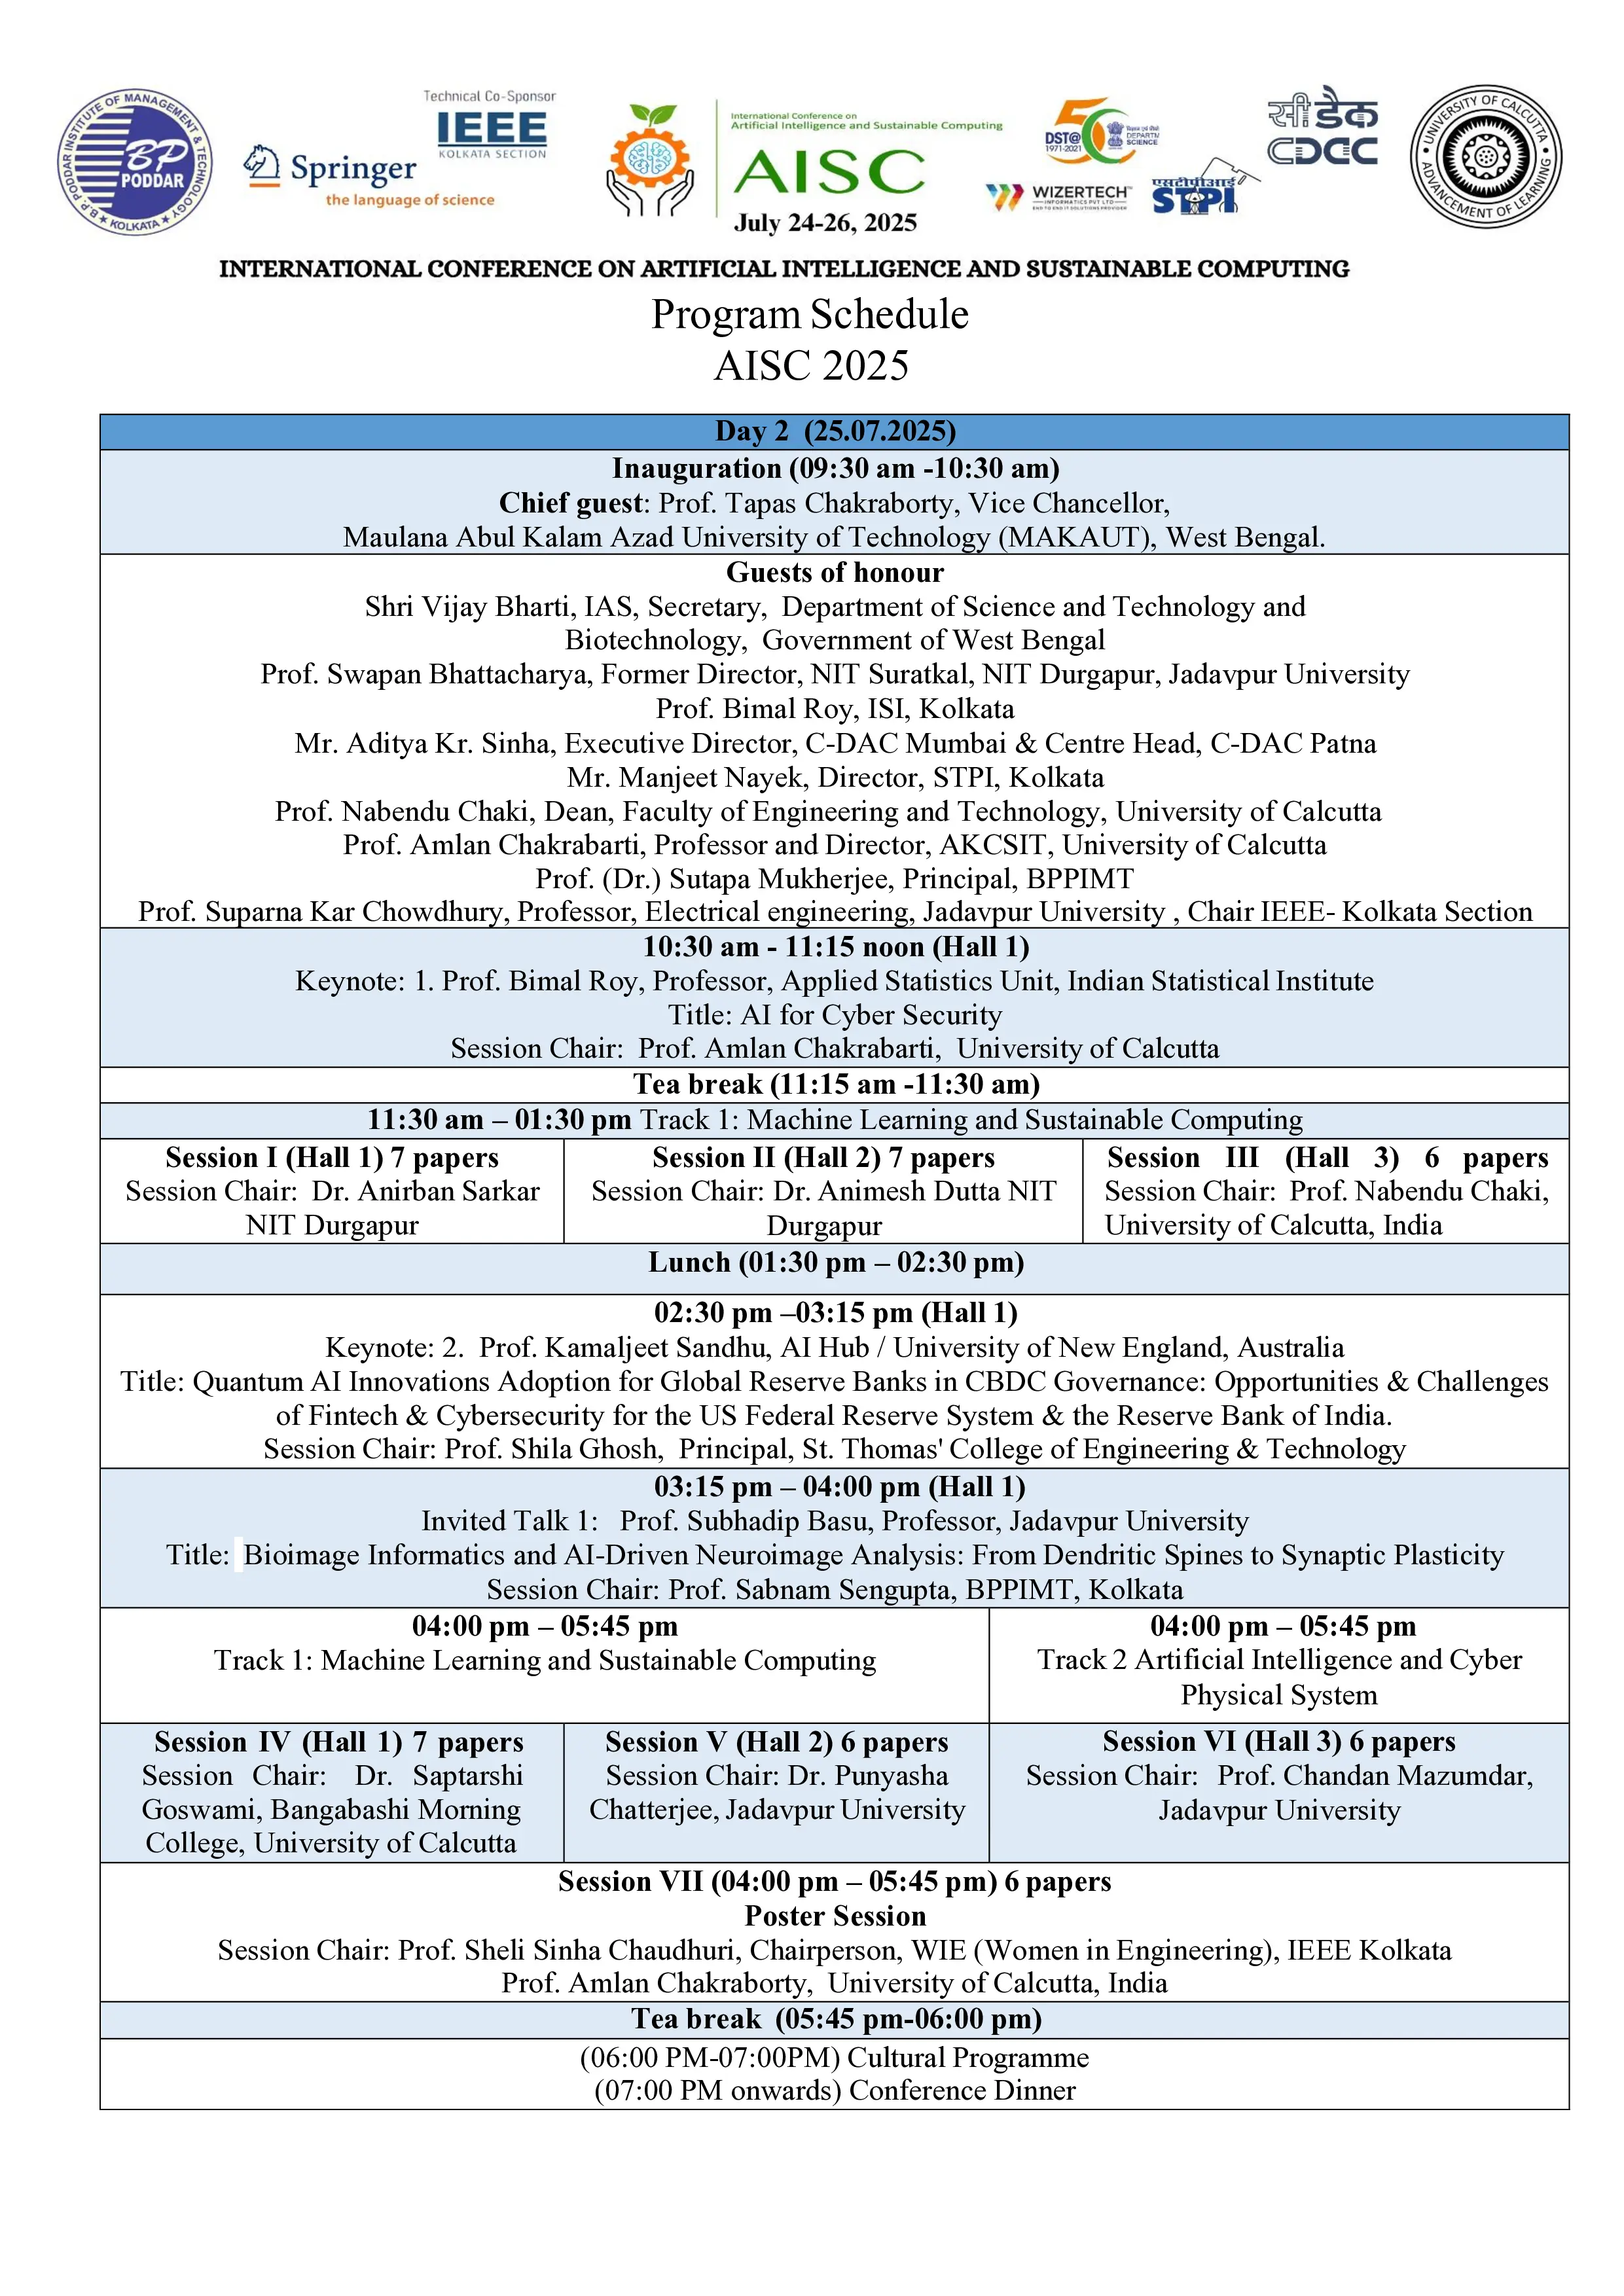 B.P. PODDAR INSTITUTE OF MANAGEMENT & TECHNOLOGY
BP
PODDAR
★ KOLKATA ★
Springer
the language of science
Technical Co-Sponsor
IEEE
KOLKATA SECTION
International Conference on
Artificial Intelligence and Sustainable Computing
AISC
July 24-26, 2025
50
DST@
1971-2021
DEPARTM
SCIENCE
WIZERTECH™
INFORMATICS PVT LTD
END TO END IT SOLUTIONS PROVIDER
एसटीपीआई
STPI
सी डैक
CDAC
UNIVERSITY OF CALCUTTA
ADVANCEMENT OF LEARNING
INTERNATIONAL CONFERENCE ON ARTIFICIAL INTELLIGENCE AND SUSTAINABLE COMPUTING
Program Schedule
AISC 2025
Day 2 (25.07.2025)
Inauguration (09:30 am -10:30 am)
Chief guest: Prof. Tapas Chakraborty, Vice Chancellor,
Maulana Abul Kalam Azad University of Technology (MAKAUT), West Bengal.
Guests of honour
Shri Vijay Bharti, IAS, Secretary, Department of Science and Technology and
Biotechnology, Government of West Bengal
Prof. Swapan Bhattacharya, Former Director, NIT Suratkal, NIT Durgapur, Jadavpur University
Prof. Bimal Roy, ISI, Kolkata
Mr. Aditya Kr. Sinha, Executive Director, C-DAC Mumbai & Centre Head, C-DAC Patna
Mr. Manjeet Nayek, Director, STPI, Kolkata
Prof. Nabendu Chaki, Dean, Faculty of Engineering and Technology, University of Calcutta
Prof. Amlan Chakrabarti, Professor and Director, AKCSIT, University of Calcutta
Prof. (Dr.) Sutapa Mukherjee, Principal, BPPIMT
Prof. Suparna Kar Chowdhury, Professor, Electrical engineering, Jadavpur University , Chair IEEE- Kolkata Section
10:30 am - 11:15 noon (Hall 1)
Keynote: 1. Prof. Bimal Roy, Professor, Applied Statistics Unit, Indian Statistical Institute
Title: AI for Cyber Security
Session Chair: Prof. Amlan Chakrabarti, University of Calcutta
Tea break (11:15 am -11:30 am)
11:30 am – 01:30 pm Track 1: Machine Learning and Sustainable Computing
Session I (Hall 1) 7 papers
Session Chair: Dr. Anirban Sarkar
NIT Durgapur
Session II (Hall 2) 7 papers
Session Chair: Dr. Animesh Dutta NIT
Durgapur
Session III (Hall 3) 6 papers
Session Chair: Prof. Nabendu Chaki,
University of Calcutta, India
Lunch (01:30 pm – 02:30 pm)
02:30 pm –03:15 pm (Hall 1)
Keynote: 2. Prof. Kamaljeet Sandhu, AI Hub / University of New England, Australia
Title: Quantum AI Innovations Adoption for Global Reserve Banks in CBDC Governance: Opportunities & Challenges
of Fintech & Cybersecurity for the US Federal Reserve System & the Reserve Bank of India.
Session Chair: Prof. Shila Ghosh, Principal, St. Thomas' College of Engineering & Technology
03:15 pm – 04:00 pm (Hall 1)
Invited Talk 1: Prof. Subhadip Basu, Professor, Jadavpur University
Title: Bioimage Informatics and AI-Driven Neuroimage Analysis: From Dendritic Spines to Synaptic Plasticity
Session Chair: Prof. Sabnam Sengupta, BPPIMT, Kolkata
04:00 pm – 05:45 pm
Track 1: Machine Learning and Sustainable Computing
04:00 pm – 05:45 pm
Track 2 Artificial Intelligence and Cyber
Physical System
Session IV (Hall 1) 7 papers
Session Chair: Dr. Saptarshi
Goswami, Bangabashi Morning
College, University of Calcutta
Session V (Hall 2) 6 papers
Session Chair: Dr. Punyasha
Chatterjee, Jadavpur University
Session VI (Hall 3) 6 papers
Session Chair: Prof. Chandan Mazumdar,
Jadavpur University
Session VII (04:00 pm – 05:45 pm) 6 papers
Poster Session
Session Chair: Prof. Sheli Sinha Chaudhuri, Chairperson, WIE (Women in Engineering), IEEE Kolkata
Prof. Amlan Chakraborty, University of Calcutta, India
Tea break (05:45 pm-06:00 pm)
(06:00 PM-07:00PM) Cultural Programme
(07:00 PM onwards) Conference Dinner